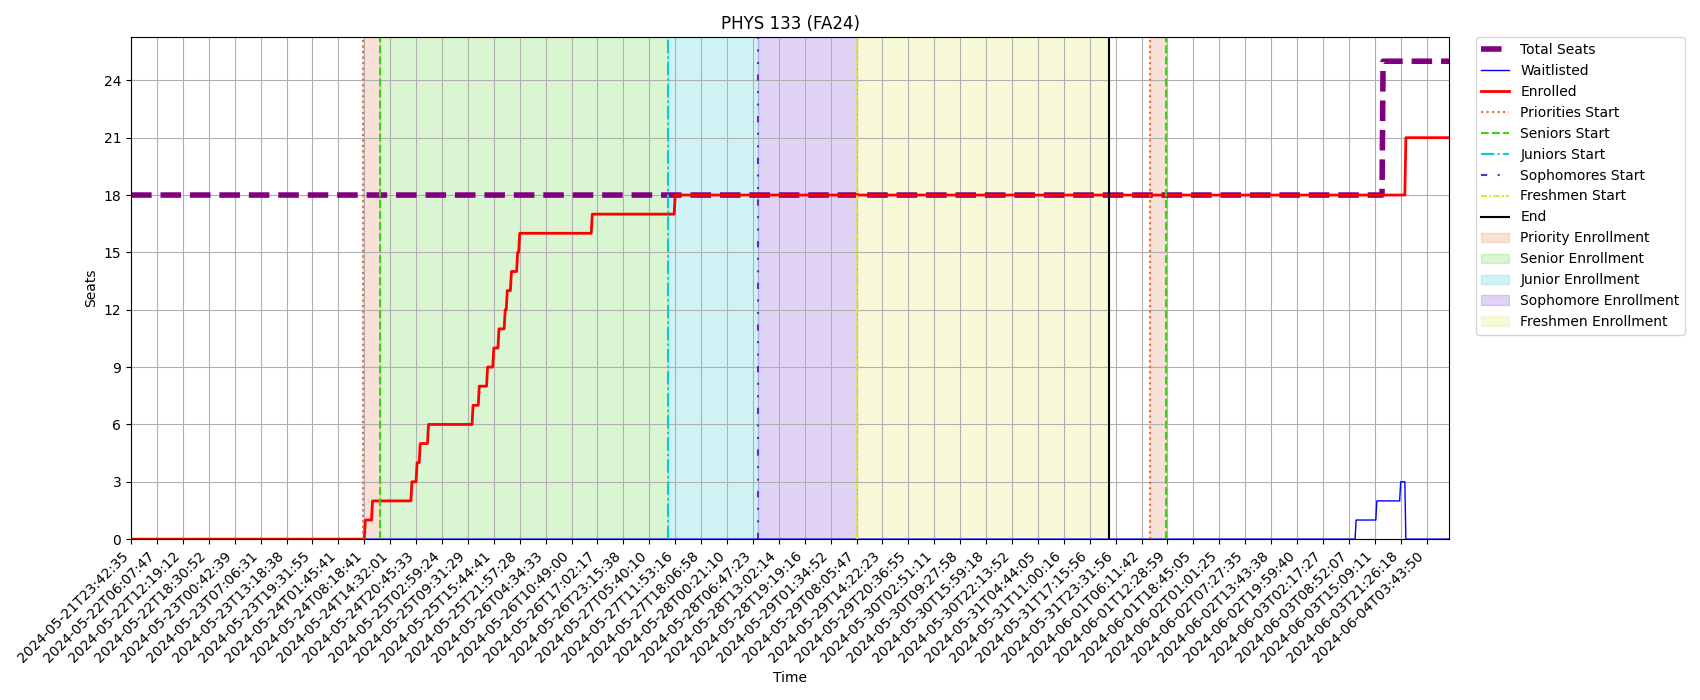 PHYS 133 (FA24)
Seats
24
21
18
15
12
9
6
3
0
2024-05-21T23:42:35
2024-05-22T06:07:47
2024-05-22T12:19:12
2024-05-22T18:30:52
2024-05-23T00:42:39
2024-05-23T07:06:31
2024-05-23T13:18:38
2024-05-23T19:31:55
2024-05-24T01:45:41
2024-05-24T08:18:41
2024-05-24T14:32:01
2024-05-24T20:45:33
2024-05-25T02:59:24
2024-05-25T09:31:29
2024-05-25T15:44:41
2024-05-25T21:57:28
2024-05-26T04:34:33
2024-05-26T10:49:00
2024-05-26T17:02:17
2024-05-26T23:15:38
2024-05-27T05:40:10
2024-05-27T11:53:16
2024-05-27T18:06:58
2024-05-28T00:21:10
2024-05-28T06:47:23
2024-05-28T13:02:14
2024-05-28T19:19:16
2024-05-29T01:34:52
2024-05-29T08:05:47
2024-05-29T14:22:23
2024-05-29T20:36:55
2024-05-30T02:51:11
2024-05-30T09:27:58
2024-05-30T15:59:18
2024-05-30T22:13:52
2024-05-31T04:44:05
2024-05-31T11:00:16
2024-05-31T17:15:56
2024-05-31T23:31:56
2024-06-01T06:11:42
2024-06-01T12:28:59
2024-06-01T18:45:05
2024-06-02T01:01:25
2024-06-02T07:27:35
2024-06-02T13:43:38
2024-06-02T19:59:40
2024-06-03T02:17:27
2024-06-03T08:52:07
2024-06-03T15:09:11
2024-06-03T21:26:18
2024-06-04T03:43:50
Time
Total Seats
Waitlisted
Enrolled
Priorities Start
Seniors Start
Juniors Start
Sophomores Start
Freshmen Start
End
Priority Enrollment
Senior Enrollment
Junior Enrollment
Sophomore Enrollment
Freshmen Enrollment